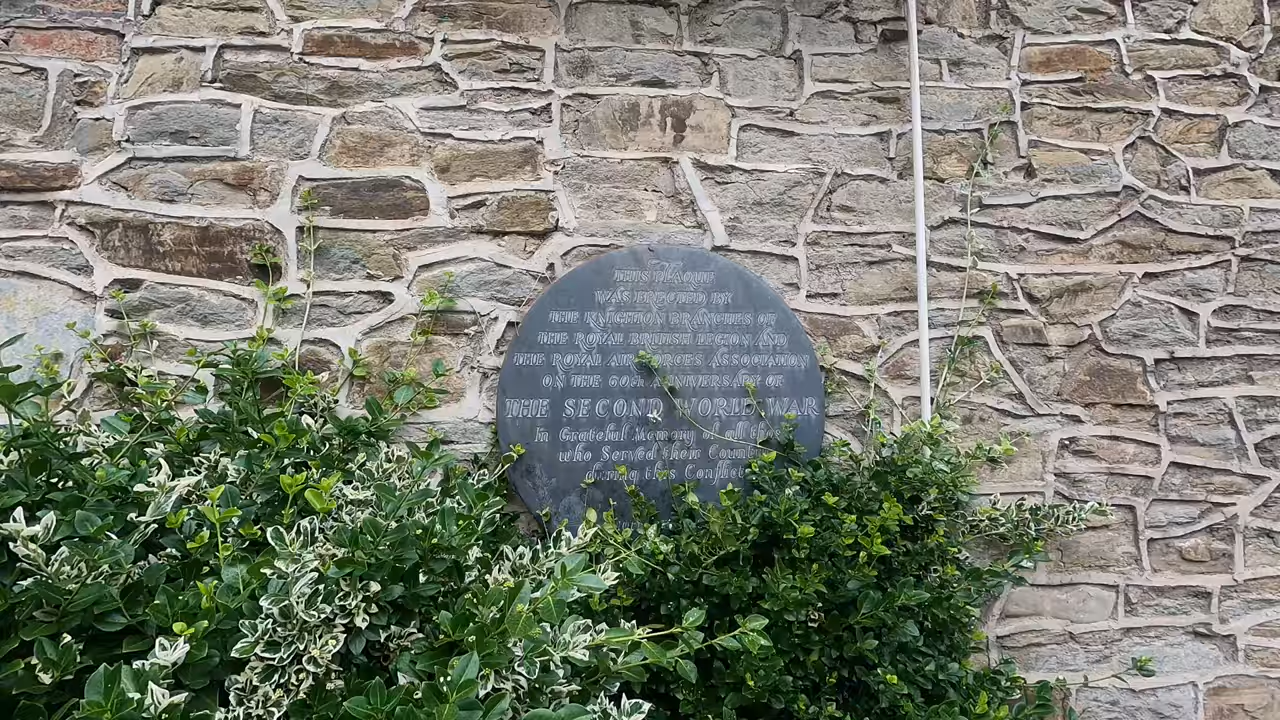 THIS PLAQUE
WAS ERECTED BY
THE KNIGHTON BRANCHES OF
THE ROYAL BRITISH LEGION AND
THE ROYAL AIR FORCES ASSOCIATION
ON THE 60th ANNIVERSARY OF
THE SECOND WORLD WAR
In Grateful Memory of all those
who Served their Country
during this Conflict